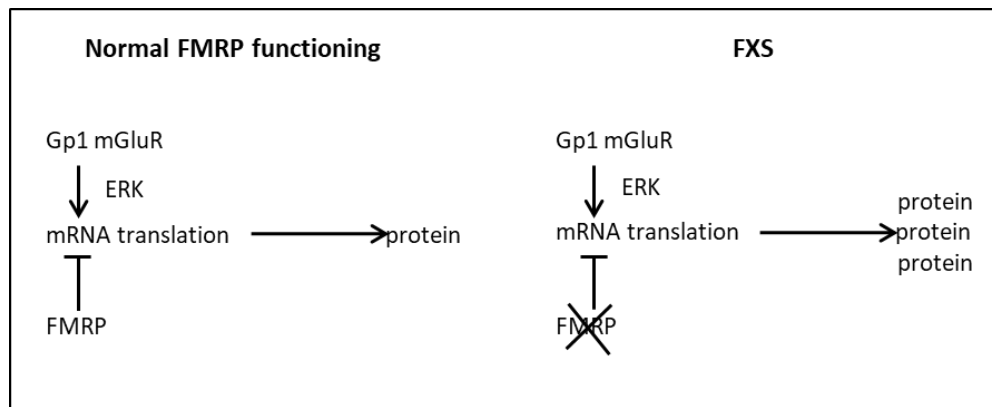 Normal FMRP functioning
Gp1 mGluR
ERK
mRNA translation
protein
FMRP
FXS
Gp1 mGluR
ERK
mRNA translation
protein
protein
protein
FMRP